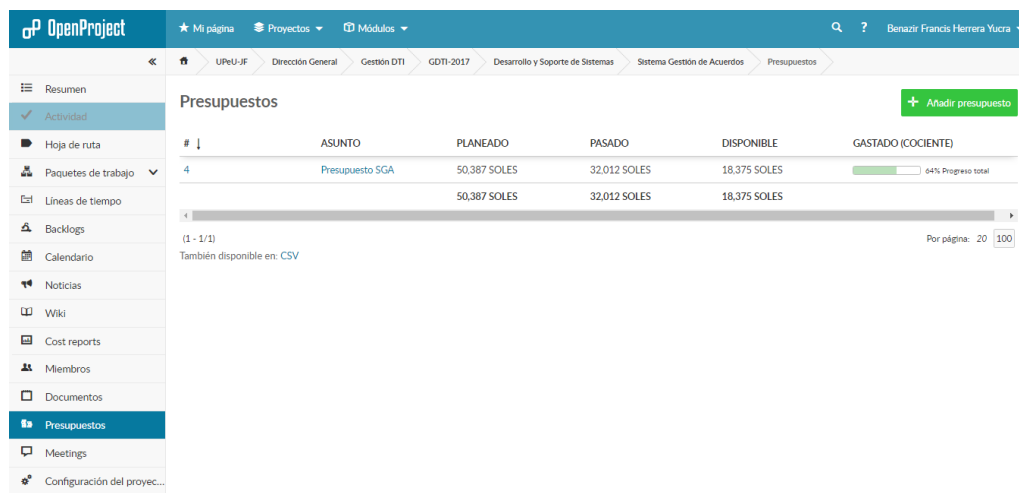 OpenProject
Mi página Proyectos Módulos ? Benazir Francis Herrera Yucra
« UPeU-JF Dirección General Gestión DTI GDTI-2017 Desarrollo y Soporte de Sistemas Sistema Gestión de Acuerdos Presupuestos
Resumen
Actividad
Hoja de ruta
Paquetes de trabajo
Líneas de tiempo
Backlogs
Calendario
Noticias
Wiki
Cost reports
Miembros
Documentos
Presupuestos
Meetings
Configuración del proyec...
Presupuestos
+ Añadir presupuesto
# ASUNTO PLANEADO PASADO DISPONIBLE GASTADO (COCIENTE)
4 Presupuesto SGA 50,387 SOLES 32,012 SOLES 18,375 SOLES 64% Progreso total
50,387 SOLES 32,012 SOLES 18,375 SOLES
(1 - 1/1) Por página: 20 100
También disponible en: CSV